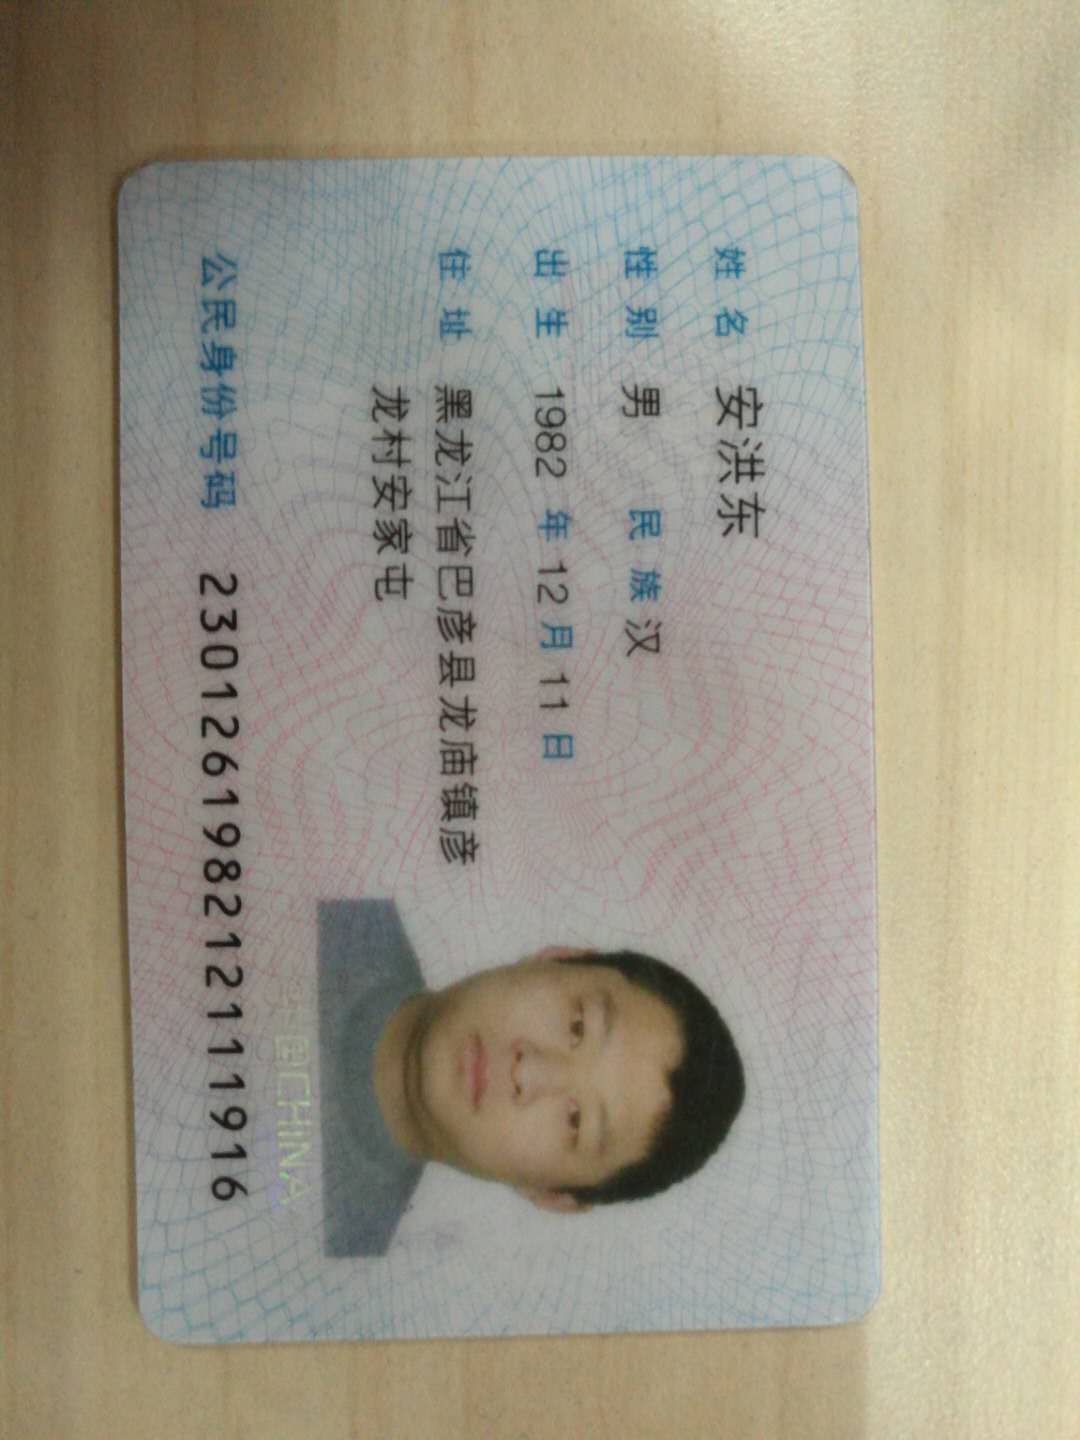 姓名 安洪东
性别 男 民族 汉
出生 1982 年 12 月 11 日
住址 黑龙江省巴彦县龙庙镇彦
龙村安家屯
公民身份号码 230126198212111916
中国CHINA